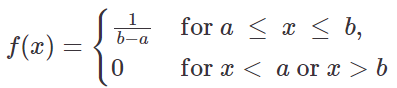 f(x) = { 1/(b−a) for a ≤ x ≤ b,
0 for x < a or x > b